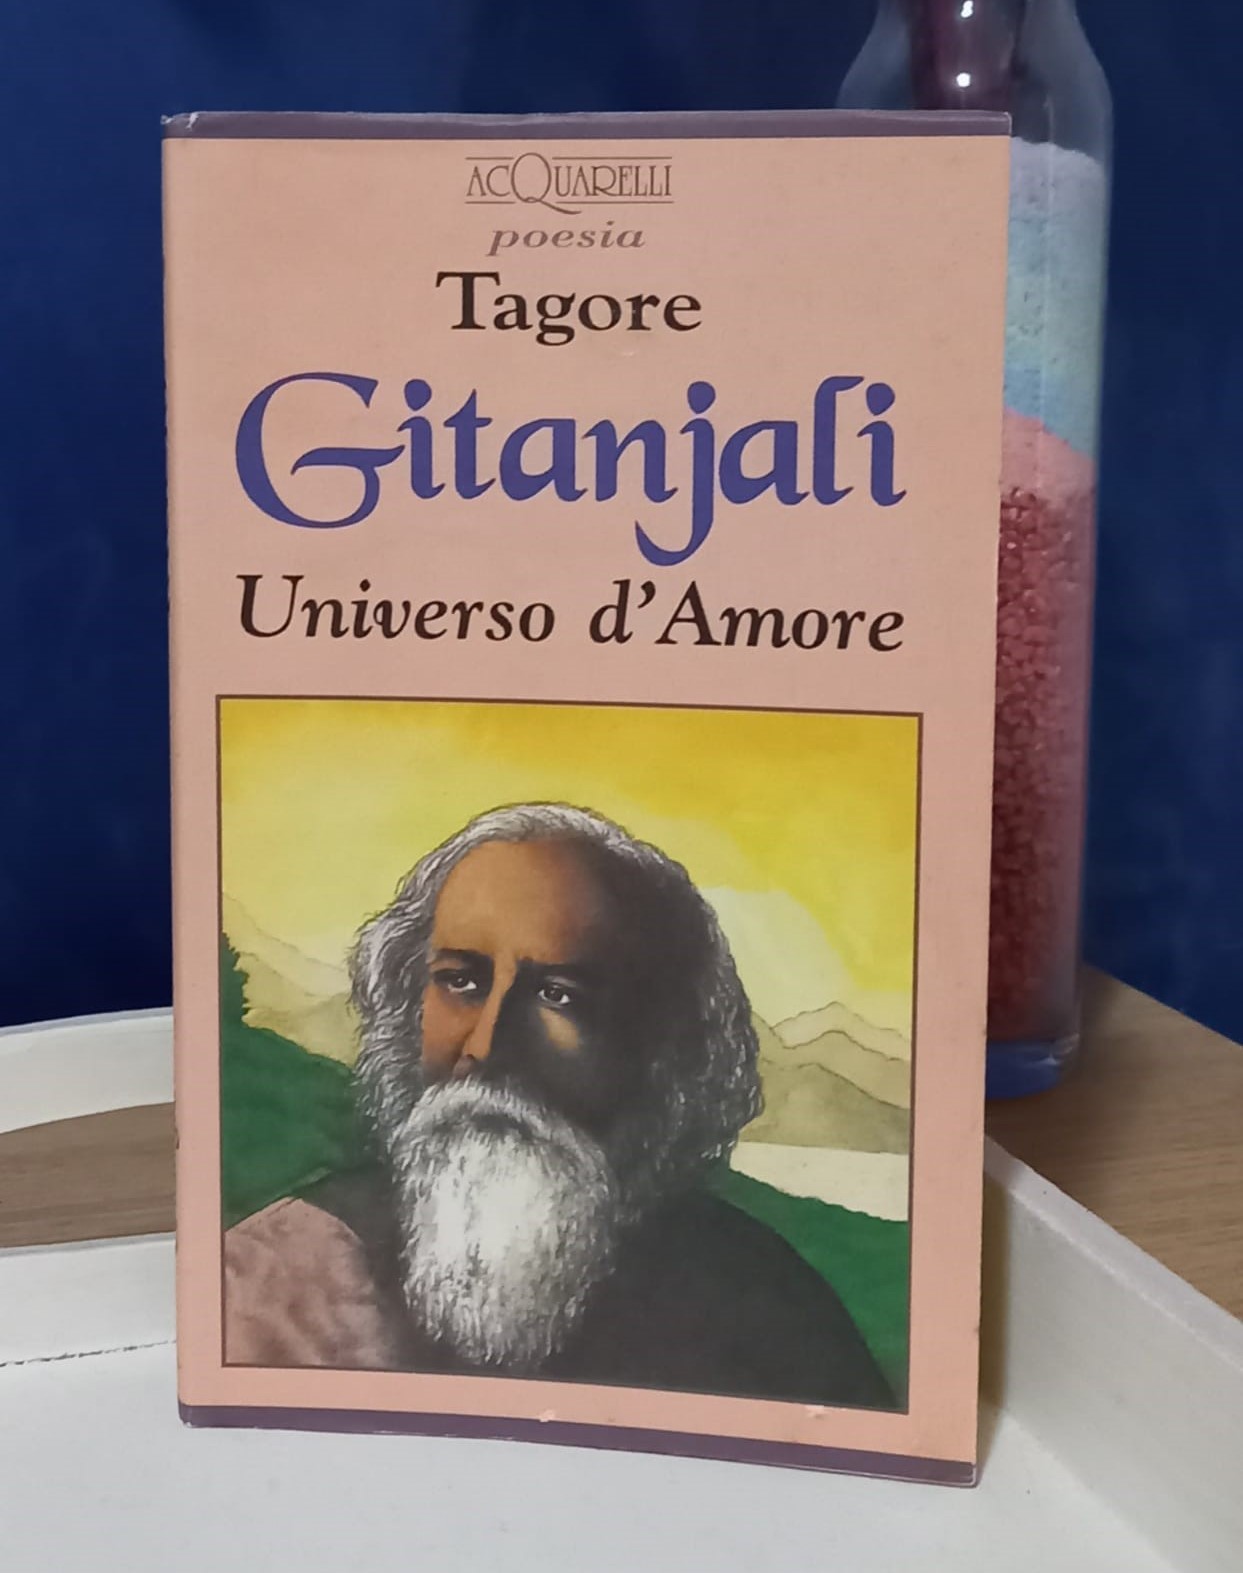 ACQUARELLI
poesia
Tagore
Gitanjali
Universo d'Amore